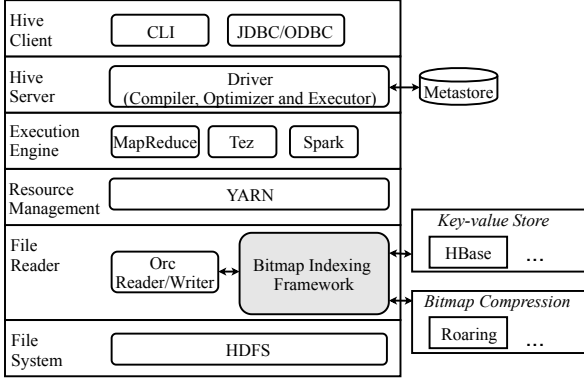 Hive
Client
CLI
JDBC/ODBC
Hive
Server
Driver
(Compiler, Optimizer and Executor)
Metastore
Execution
Engine
MapReduce
Tez
Spark
Resource
Management
YARN
File
Reader
Orc
Reader/Writer
Bitmap Indexing
Framework
Key-value Store
HBase
...
Bitmap Compression
Roaring
...
File
System
HDFS